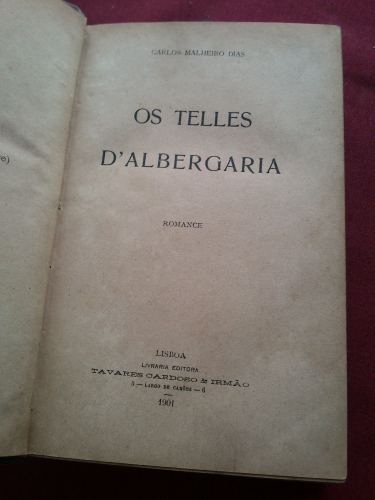 CARLOS MALHEIRO DIAS
OS TELLES
D'ALBERGARIA
ROMANCE
LISBOA
LIVRARIA EDITORA
TAVARES CARDOSO & IRMÃO
5 — LARGO DE CAMÕES — 6
1901